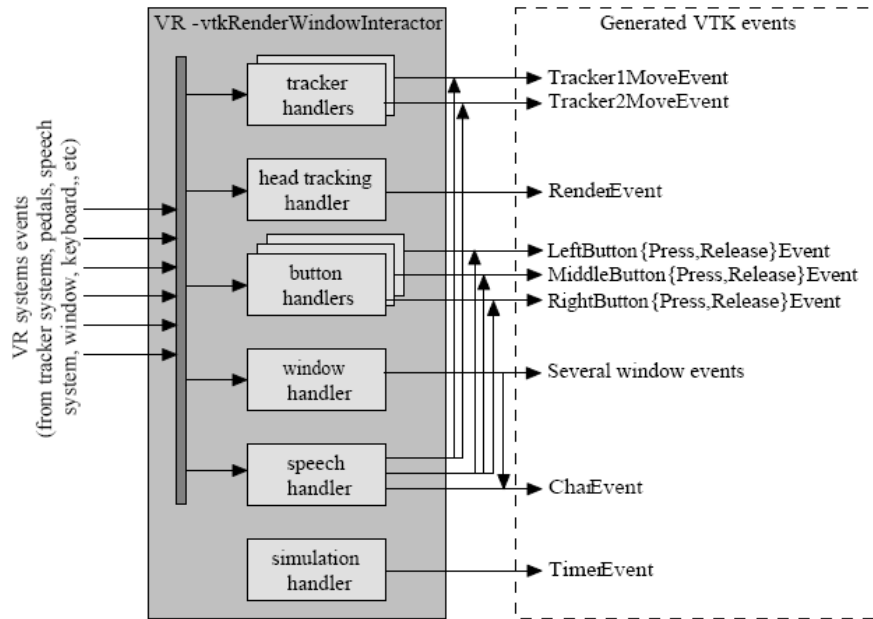 VR -vtkRenderWindowInteractor
Generated VTK events
tracker
handlers
Tracker1MoveEvent
Tracker2MoveEvent
head tracking
handler
RenderEvent
VR systems events
(from tracker systems, pedals, speech
system, window, keyboard,, etc)
button
handlers
LeftButton{Press,Release}Event
MiddleButton{Press,Release}Event
RightButton{Press,Release}Event
window
handler
Several window events
speech
handler
CharEvent
simulation
handler
TimerEvent